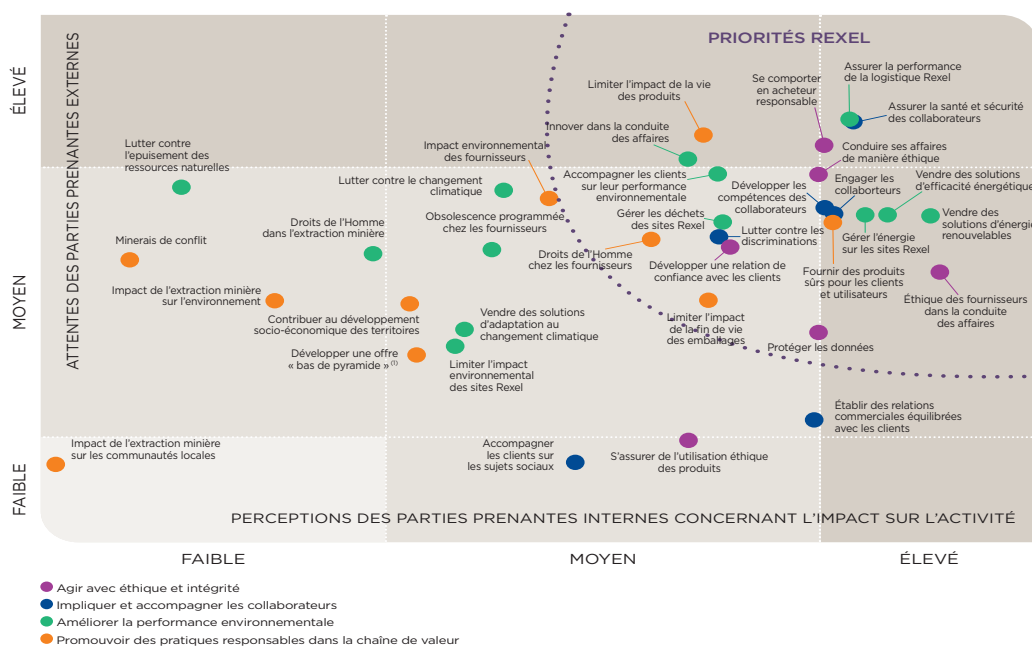 PRIORITÉS REXEL
ATTENTES DES PARTIES PRENANTES EXTERNES
ÉLEVÉ
MOYEN
FAIBLE
Assurer la performance
de la logistique Rexel
Se comporter
en acheteur
responsable
Limiter l'impact de la vie
des produits
Assurer la santé et sécurité
des collaborateurs
Innover dans la conduite
des affaires
Lutter contre
l'epuisement des
ressources naturelles
Impact environnemental
des fournisseurs
Conduire ses affaires
de manière éthique
Lutter contre le changement
climatique
Accompagner les clients
sur leur performance
environnementale
Développer les
compétences des
collaborateurs
Engager les
collaborteurs
Vendre des solutions
d'efficacité énergétique
Minerais de conflit
Droits de l'Homme
dans l'extraction minière
Obsolescence programmée
chez les fournisseurs
Gérer les déchets
des sites Rexel
Lutter contre les
discriminations
Gérer l'énergie
sur les sites Rexel
Vendre des
solutions d'énergie
renouvelables
Droits de l'Homme
chez les fournisseurs
Développer une relation de
confiance avec les clients
Fournir des produits
sûrs pour les clients
et utilisateurs
Éthique des fournisseurs
dans la conduite
des affaires
Impact de l'extraction minière
sur l'environnement
Contribuer au développement
socio-économique des territoires
Vendre des solutions
d'adaptation au
changement climatique
Limiter l'impact
de la fin de vie
des emballages
Protéger les données
Développer une offre
« bas de pyramide » (1)
Limiter l'impact
environnemental
des sites Rexel
Établir des relations
commerciales équilibrées
avec les clients
Impact de l'extraction minière
sur les communautés locales
Accompagner
les clients sur
les sujets sociaux
S'assurer de l'utilisation éthique
des produits
PERCEPTIONS DES PARTIES PRENANTES INTERNES CONCERNANT L'IMPACT SUR L'ACTIVITÉ
FAIBLE
MOYEN
ÉLEVÉ
Agir avec éthique et intégrité
Impliquer et accompagner les collaborateurs
Améliorer la performance environnementale
Promouvoir des pratiques responsables dans la chaîne de valeur